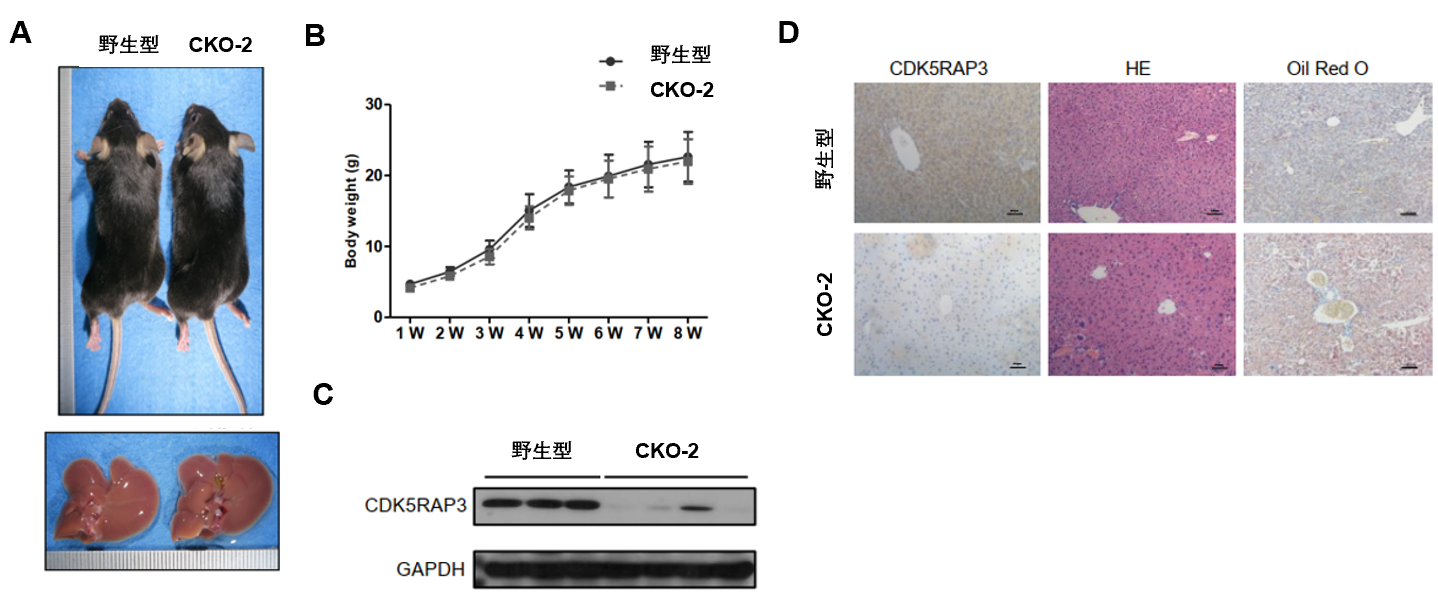 A
野生型 CKO-2
B
野生型
CKO-2
Body weight (g)
30
20
10
0
1 W 2 W 3 W 4 W 5 W 6 W 7 W 8 W
C
野生型 CKO-2
CDK5RAP3
GAPDH
D
CDK5RAP3 HE Oil Red O
野生型
CKO-2